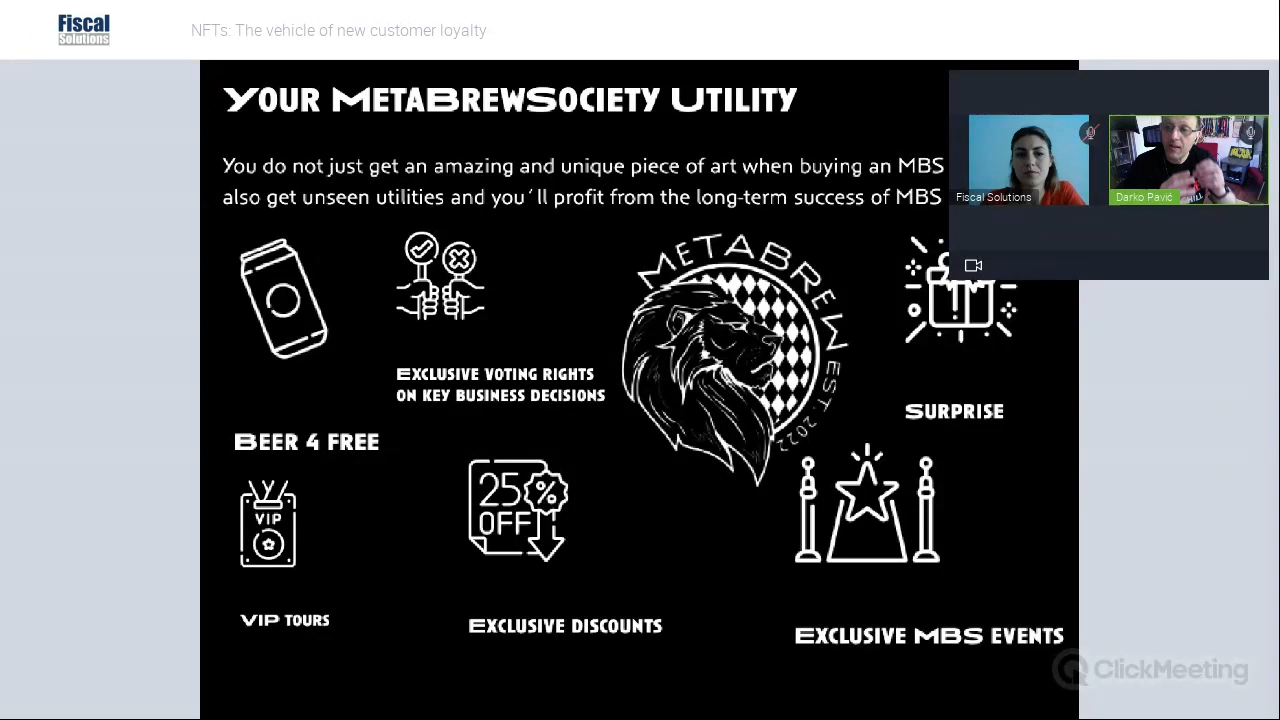 Fiscal
Solutions
NFTs: The vehicle of new customer loyalty
YOUR METABREWSOCIETY UTILITY
You do not just get an amazing and unique piece of art when buying an MBS
also get unseen utilities and you´ll profit from the long-term success of MBS
Fiscal Solutions
Darko Pavić
METABREW
EST. 2022
EXCLUSIVE VOTING RIGHTS
ON KEY BUSINESS DECISIONS
SURPRISE
BEER 4 FREE
VIP
25
%
OFF
VIP TOURS
EXCLUSIVE DISCOUNTS
EXCLUSIVE MBS EVENTS
ClickMeeting